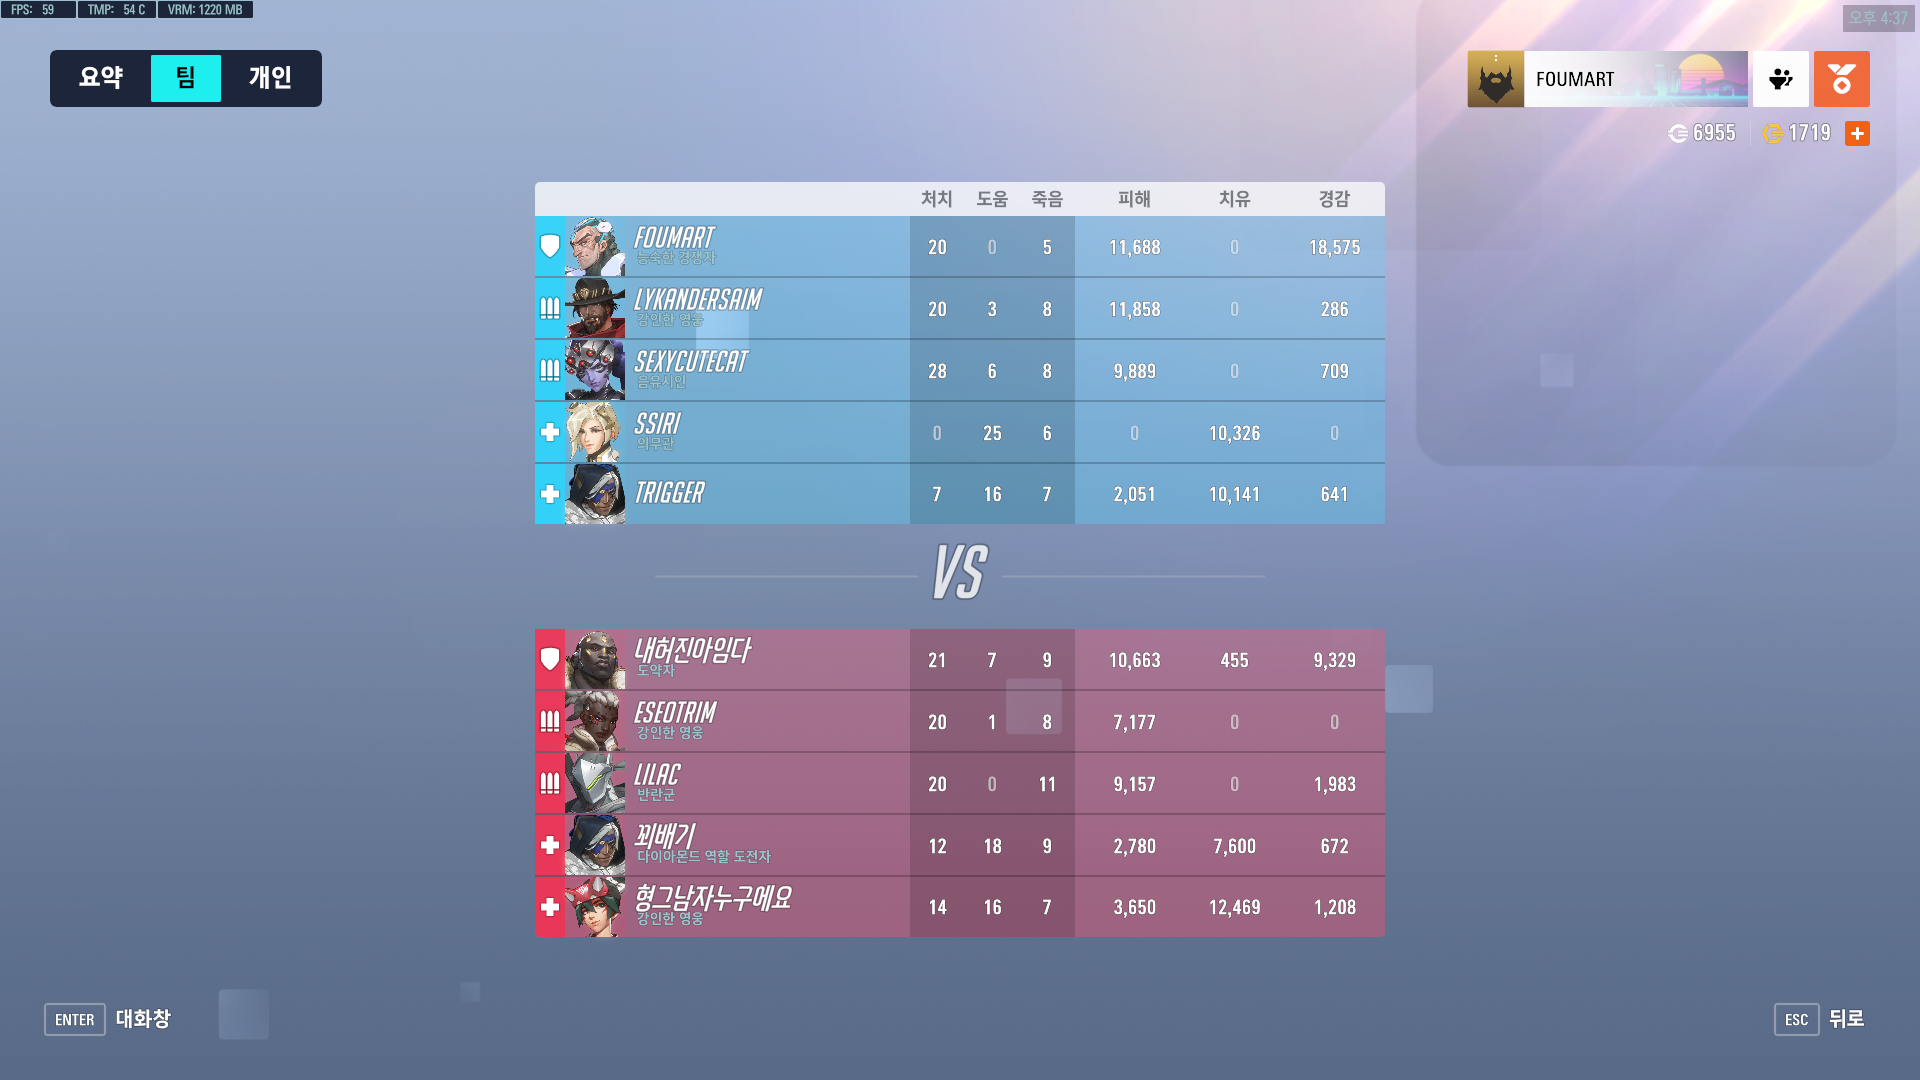 FPS: 59 TMP: 54 C VRM: 1220 MB
오후 4:37
요약 팀 개인
FOUMART
6955 1719
처치 도움 죽음 피해 치유 경감
FOUMART 20 0 5 11,688 0 18,575
능숙한 경쟁자
LYKANDERSAIM 20 3 8 11,858 0 286
강인한 영웅
SEXYCUTECAT 28 6 8 9,889 0 709
음유시인
SSIRI 0 25 6 0 10,326 0
의무관
TRIGGER 7 16 7 2,051 10,141 641
VS
내허진아임다 21 7 9 10,663 455 9,329
도약자
ESEOTRIM 20 1 8 7,177 0 0
강인한 영웅
LILAC 20 0 11 9,157 0 1,983
반란군
꾀배기 12 18 9 2,780 7,600 672
다이아몬드 역할 도전자
형그남자누구에요 14 16 7 3,650 12,469 1,208
강인한 영웅
ENTER 대화창
ESC 뒤로